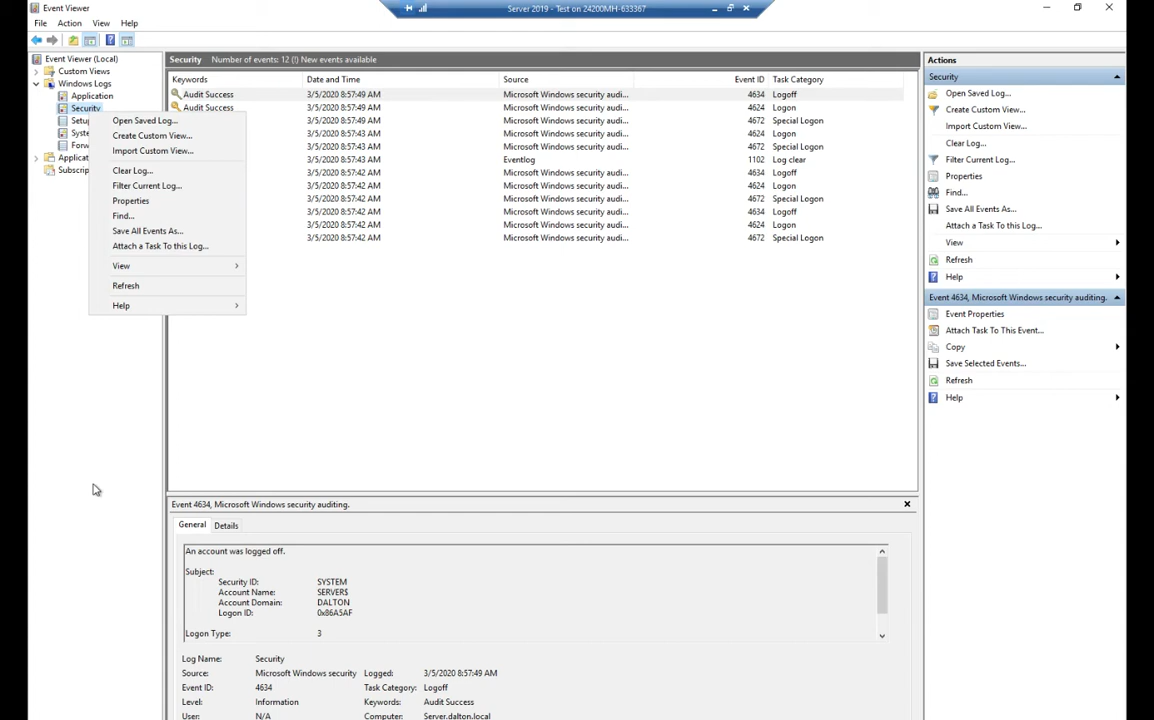 Event Viewer
Server 2019 - Test on 24200MH-633367
File Action View Help
Event Viewer (Local)
Custom Views
Windows Logs
Application
Security
Setu
Syste
Forw
Applicat
Subscrip
Open Saved Log...
Create Custom View...
Import Custom View...
Clear Log...
Filter Current Log...
Properties
Find...
Save All Events As...
Attach a Task To this Log...
View
Refresh
Help
Security Number of events: 12 (!) New events available
Keywords Date and Time Source Event ID Task Category
Audit Success 3/5/2020 8:57:49 AM Microsoft Windows security audi... 4634 Logoff
Audit Success 3/5/2020 8:57:49 AM Microsoft Windows security audi... 4624 Logon
3/5/2020 8:57:49 AM Microsoft Windows security audi... 4672 Special Logon
3/5/2020 8:57:43 AM Microsoft Windows security audi... 4624 Logon
3/5/2020 8:57:43 AM Microsoft Windows security audi... 4672 Special Logon
3/5/2020 8:57:43 AM Eventlog 1102 Log clear
3/5/2020 8:57:42 AM Microsoft Windows security audi... 4634 Logoff
3/5/2020 8:57:42 AM Microsoft Windows security audi... 4624 Logon
3/5/2020 8:57:42 AM Microsoft Windows security audi... 4672 Special Logon
3/5/2020 8:57:42 AM Microsoft Windows security audi... 4634 Logoff
3/5/2020 8:57:42 AM Microsoft Windows security audi... 4624 Logon
3/5/2020 8:57:42 AM Microsoft Windows security audi... 4672 Special Logon
Event 4634, Microsoft Windows security auditing.
General Details
An account was logged off.
Subject:
Security ID: SYSTEM
Account Name: SERVER$
Account Domain: DALTON
Logon ID: 0x86A5AF
Logon Type: 3
Log Name: Security
Source: Microsoft Windows security Logged: 3/5/2020 8:57:49 AM
Event ID: 4634 Task Category: Logoff
Level: Information Keywords: Audit Success
User: N/A Computer: Server.dalton.local
Actions
Security
Open Saved Log...
Create Custom View...
Import Custom View...
Clear Log...
Filter Current Log...
Properties
Find...
Save All Events As...
Attach a Task To this Log...
View
Refresh
Help
Event 4634, Microsoft Windows security auditing.
Event Properties
Attach Task To This Event...
Copy
Save Selected Events...
Refresh
Help